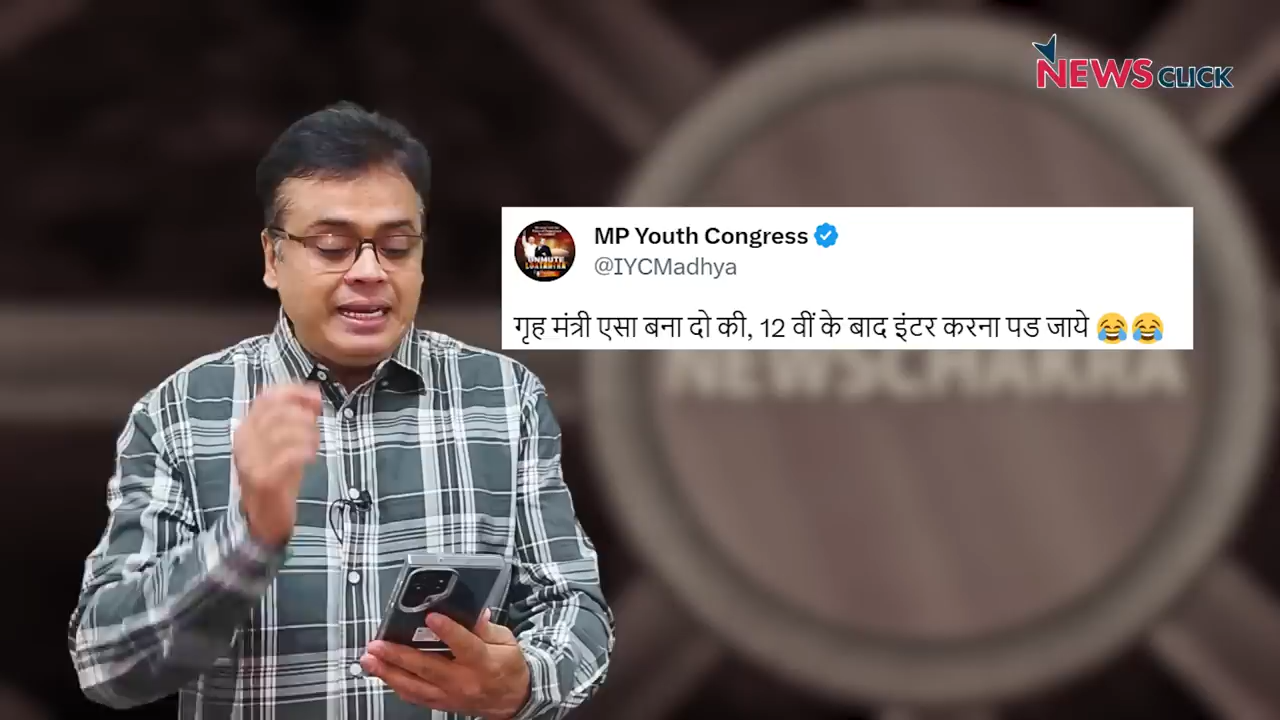 NEWSCLICK
MP Youth Congress
@IYCMadhya
गृह मंत्री एसा बना दो की, 12 वीं के बाद इंटर करना पड जाये 😂😂
NEWSCHAKRA